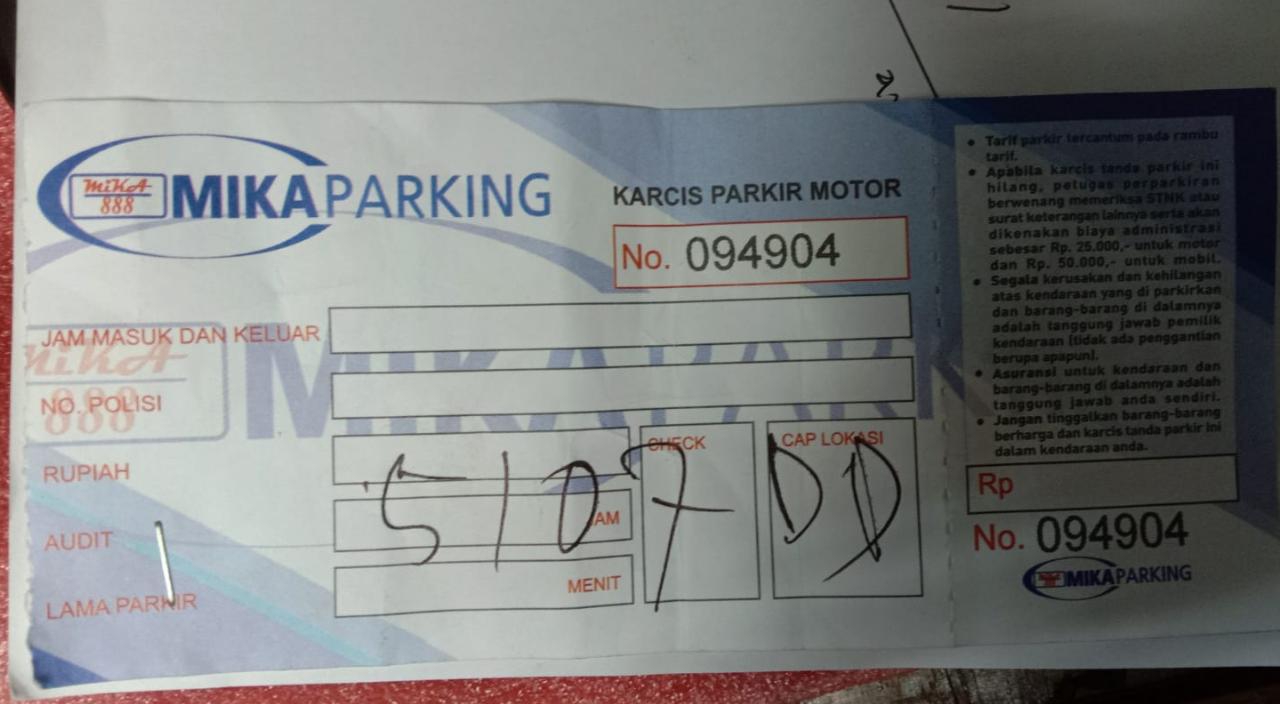 MiKA
888
MIKAPARKING
KARCIS PARKIR MOTOR
No. 094904
JAM MASUK DAN KELUAR
MiKA
888
MIKAPARK
NO. POLISI
RUPIAH
CHECK
CAP LOKASI
5107 DD
AUDIT
JAM
LAMA PARKIR
MENIT
• Tarif parkir tercantum pada rambu
tarif.
• Apabila karcis tanda parkir ini
hilang, petugas perparkiran
berwenang memeriksa STNK atau
surat keterangan lainnya serta akan
dikenakan biaya administrasi
sebesar Rp. 25.000,- untuk motor
dan Rp. 50.000,- untuk mobil.
• Segala kerusakan dan kehilangan
atas kendaraan yang di parkirkan
dan barang-barang di dalamnya
adalah tanggung jawab pemilik
kendaraan (tidak ada penggantian
berupa apapun).
• Asuransi untuk kendaraan dan
barang-barang di dalamnya adalah
tanggung jawab anda sendiri.
• Jangan tinggalkan barang-barang
berharga dan karcis tanda parkir ini
dalam kendaraan anda.
Rp
No. 094904
MIKAPARKING